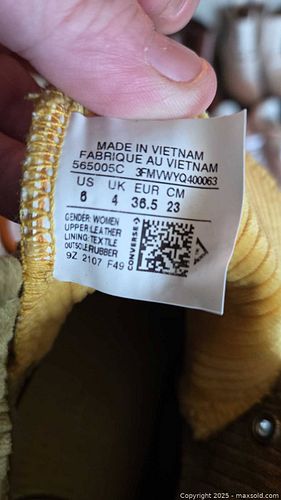 MADE IN VIETNAM
FABRIQUE AU VIETNAM
565005C 3FMVWYQ400063
US UK EUR CM
6 4 36.5 23
GENDER: WOMEN
UPPER: LEATHER
LINING: TEXTILE
OUTSOLE: RUBBER
9Z 2107 F49
CONVERSE
Copyright © 2025 - maxsold.com